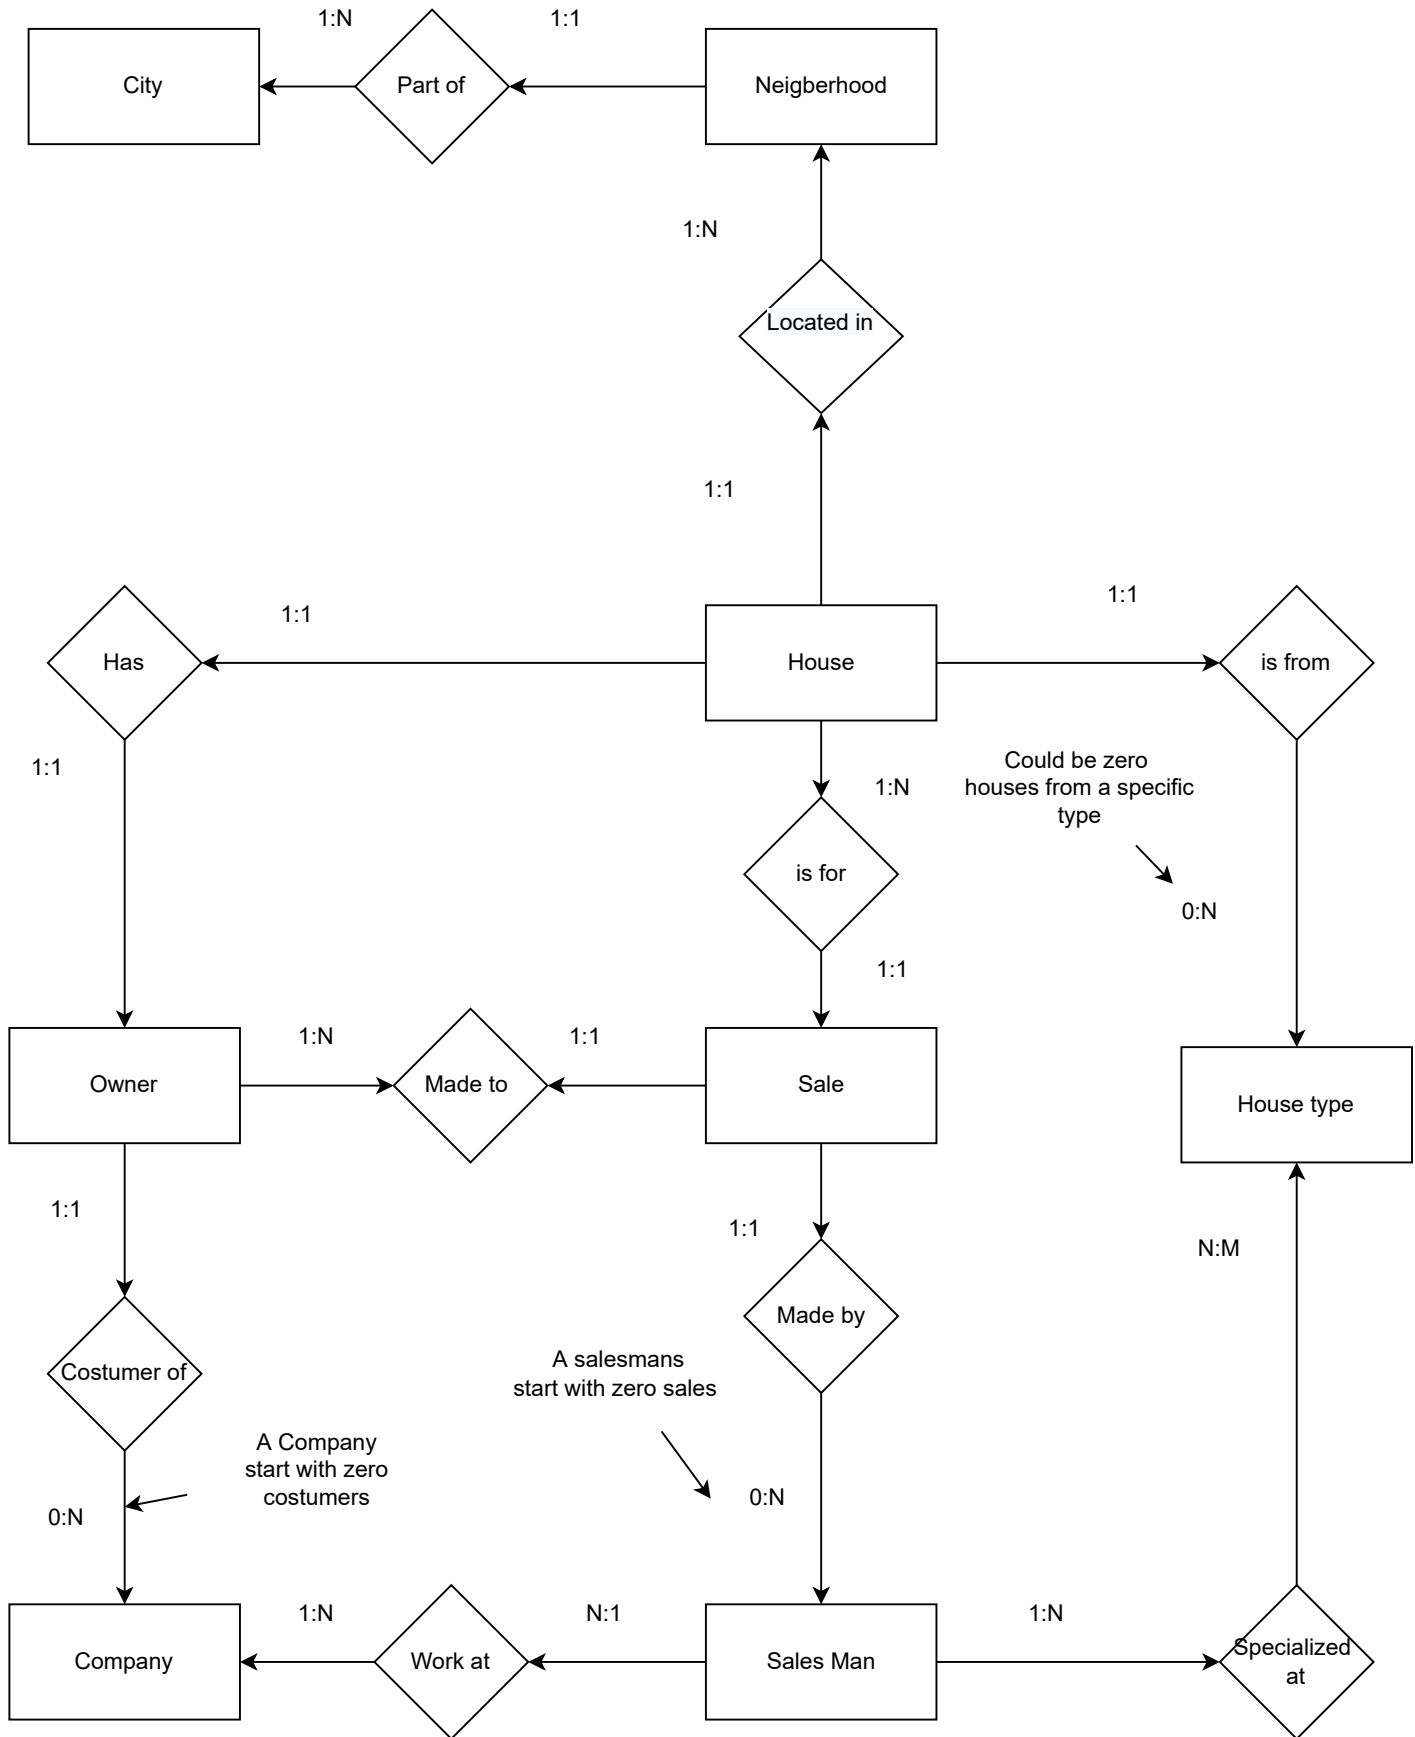 1:N
1:1
City
Part of
Neigberhood
1:N
Located in
1:1
1:1
1:1
Has
House
is from
1:1
1:N
Could be zero
houses from a specific
type
is for
0:N
1:1
1:N
1:1
Owner
Made to
Sale
House type
1:1
1:1
N:M
Made by
Costumer of
A salesmans
start with zero sales
A Company
start with zero
costumers
0:N
0:N
1:N
N:1
1:N
Company
Work at
Sales Man
Specialized
at